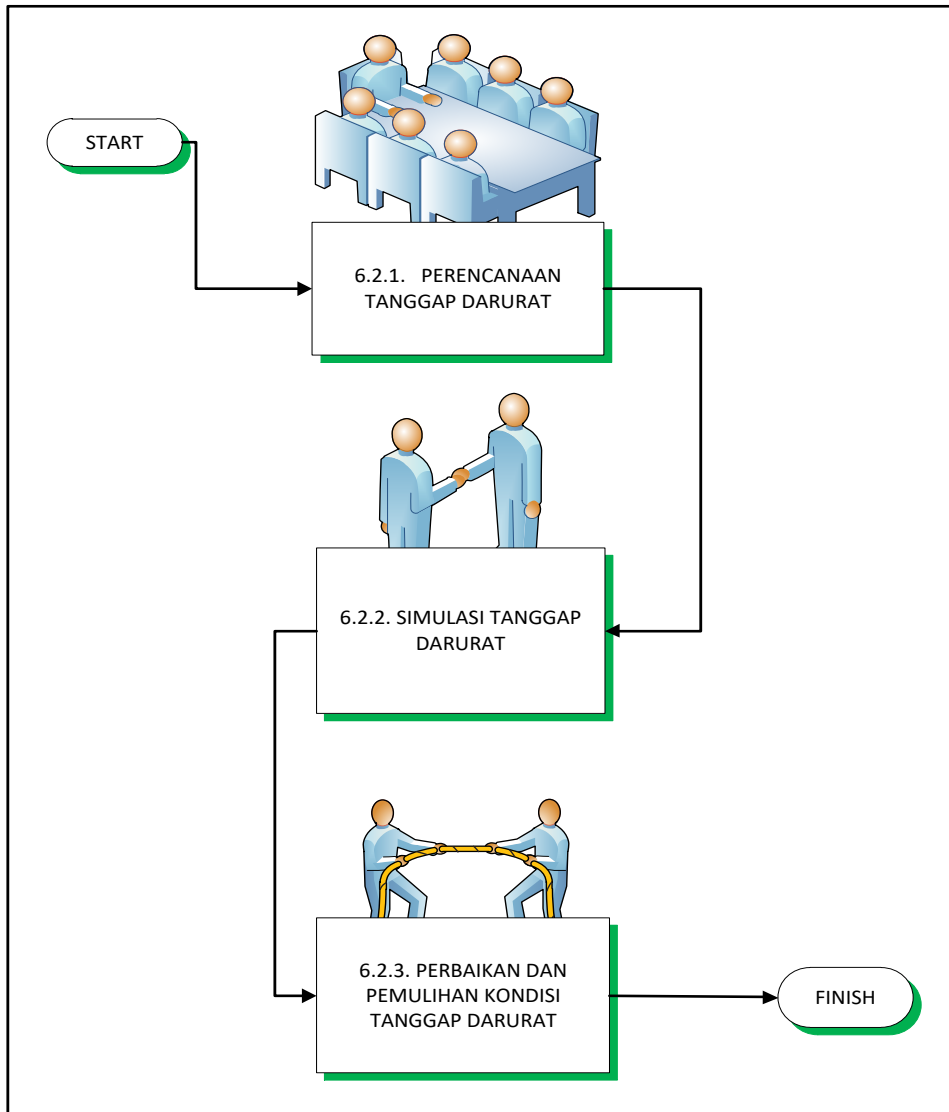 START
6.2.1. PERENCANAAN
TANGGAP DARURAT
6.2.2. SIMULASI TANGGAP
DARURAT
6.2.3. PERBAIKAN DAN
PEMULIHAN KONDISI
TANGGAP DARURAT
FINISH